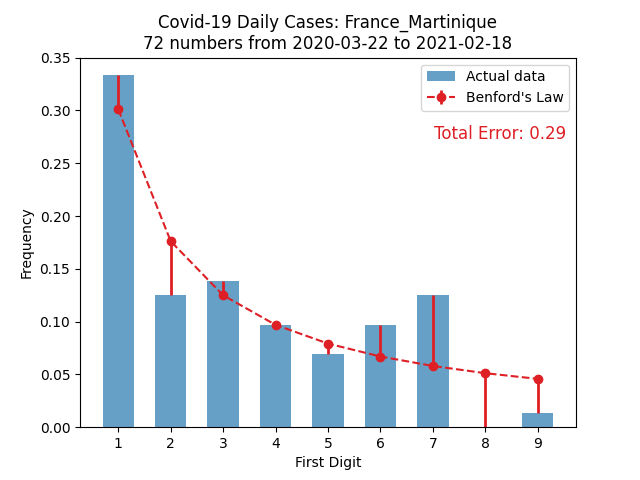 Covid-19 Daily Cases: France_Martinique
72 numbers from 2020-03-22 to 2021-02-18
Actual data
Benford's Law
Total Error: 0.29
Frequency
0.35
0.30
0.25
0.20
0.15
0.10
0.05
0.00
1 2 3 4 5 6 7 8 9
First Digit